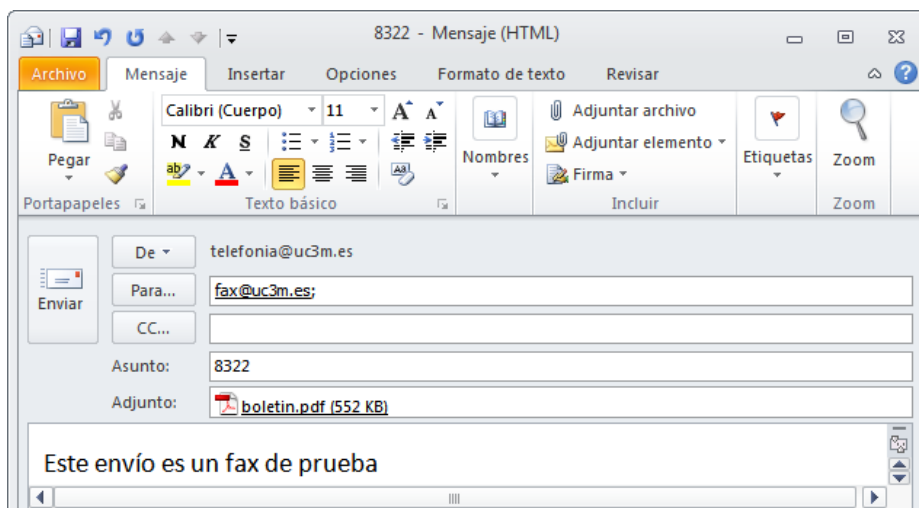 8322 - Mensaje (HTML)
Archivo Mensaje Insertar Opciones Formato de texto Revisar
Calibri (Cuerpo) 11 A A Adjuntar archivo
N K S Adjuntar elemento
Pegar Nombres Etiquetas Zoom
ab A Aa Firma
Portapapeles Texto básico Incluir Zoom
De telefonia@uc3m.es
Para... fax@uc3m.es;
Enviar
CC...
Asunto: 8322
Adjunto: boletin.pdf (552 KB)
Este envío es un fax de prueba